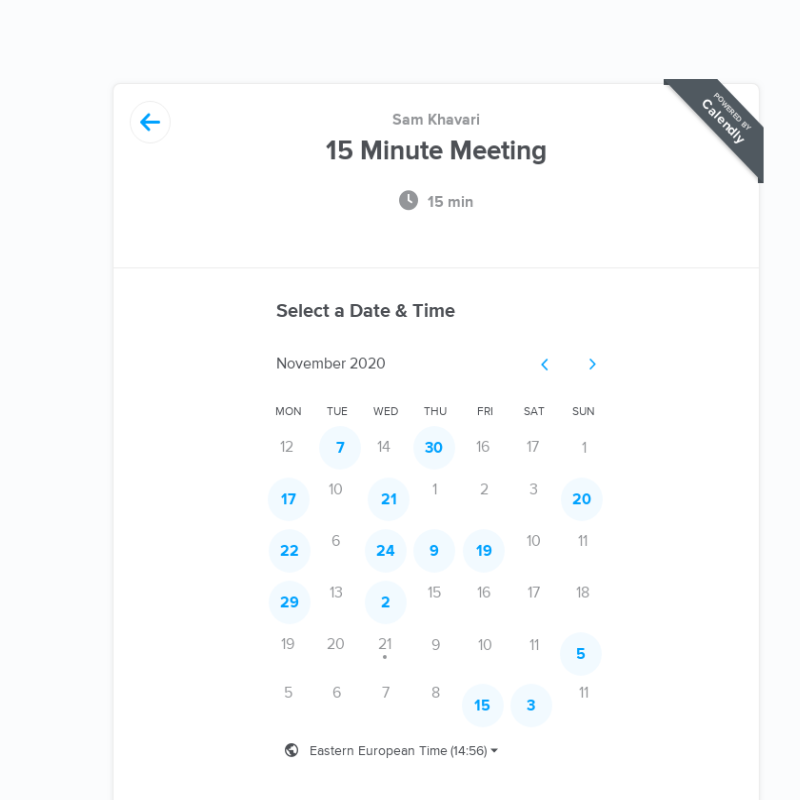 POWERED BY
Calendly
Sam Khavari
15 Minute Meeting
15 min
Select a Date & Time
November 2020
MON TUE WED THU FRI SAT SUN
12 7 14 30 16 17 1
17 10 21 1 2 3 20
22 6 24 9 19 10 11
29 13 2 15 16 17 18
19 20 21 9 10 11 5
5 6 7 8 15 3 11
Eastern European Time (14:56)